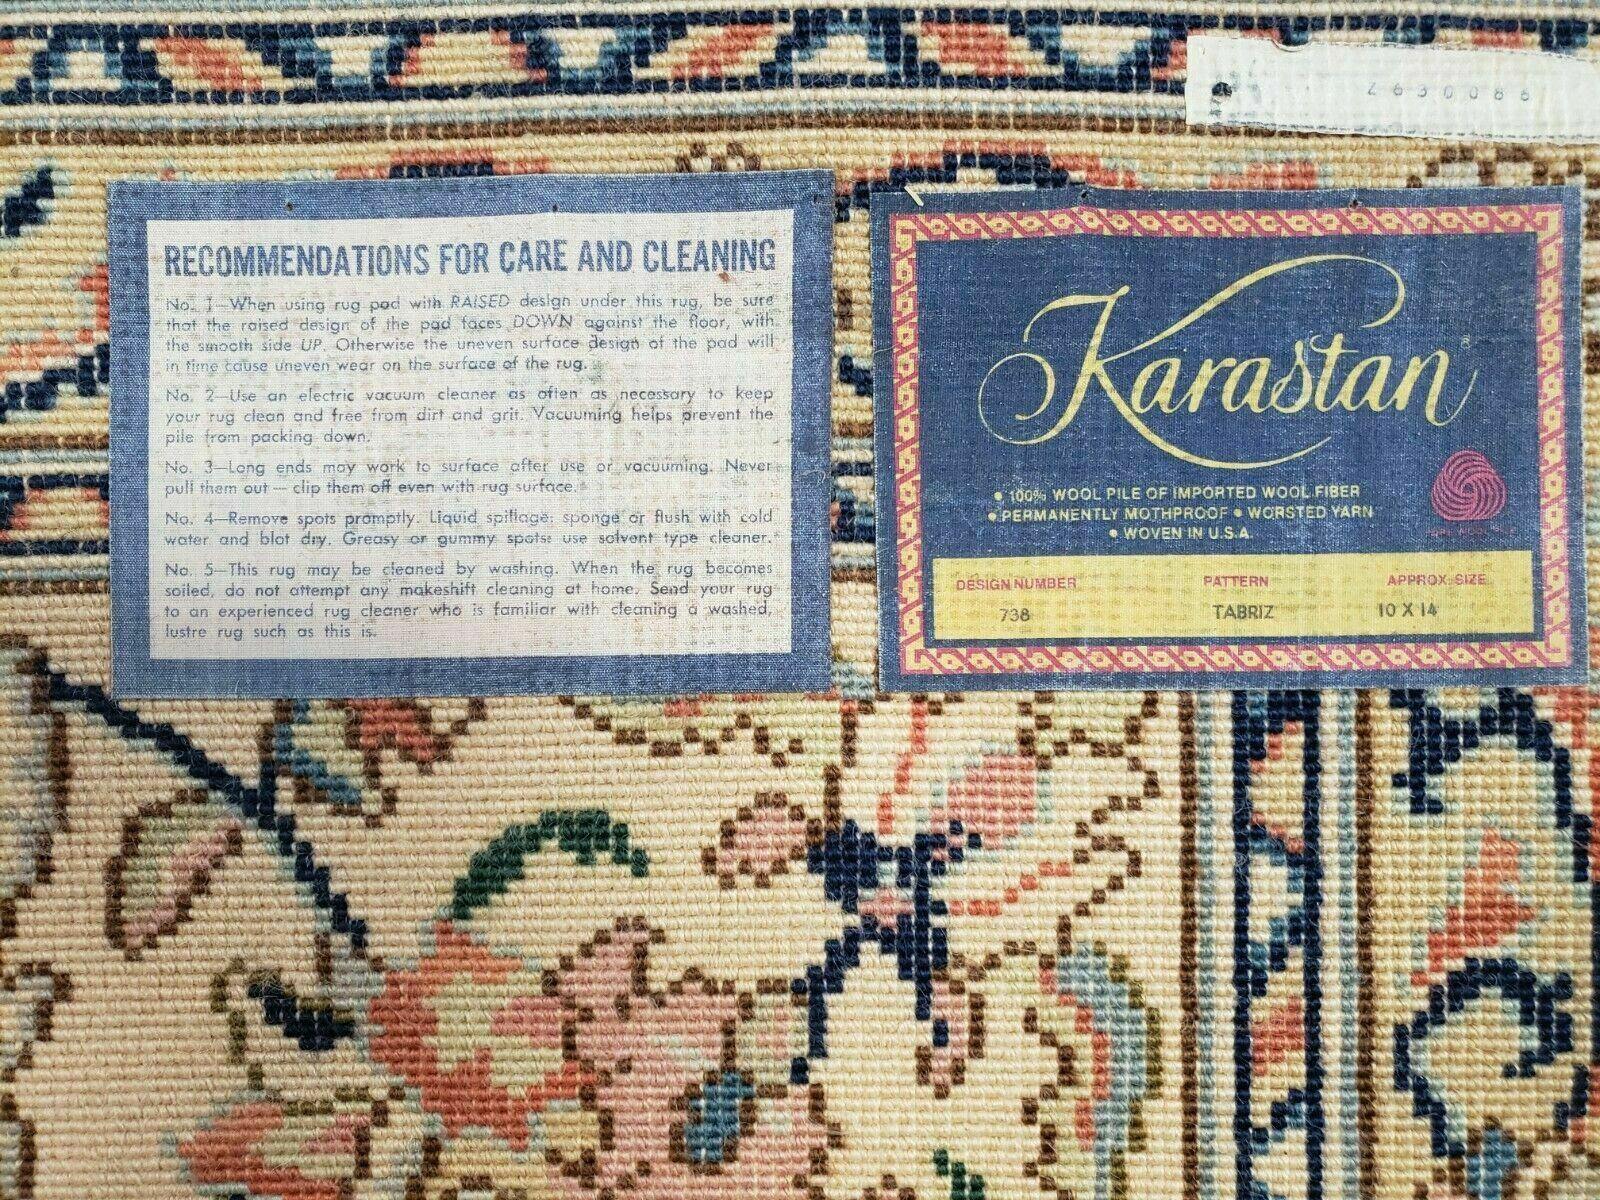 2630088
RECOMMENDATIONS FOR CARE AND CLEANING
No. 1—When using rug pad with RAISED design under this rug, be sure
that the raised design of the pad faces DOWN against the floor, with
the smooth side UP. Otherwise the uneven surface design of the pad will
in time cause uneven wear on the surface of the rug.
No. 2—Use an electric vacuum cleaner as often as necessary to keep
your rug clean and free from dirt and grit. Vacuuming helps prevent the
pile from packing down.
No. 3—Long ends may work to surface after use or vacuuming. Never
pull them out — clip them off even with rug surface.
No. 4—Remove spots promptly. Liquid spillage: sponge or flush with cold
water and blot dry. Greasy or gummy spots: use solvent type cleaner.
No. 5—This rug may be cleaned by washing. When the rug becomes
soiled, do not attempt any makeshift cleaning at home. Send your rug
to an experienced rug cleaner who is familiar with cleaning a washed,
lustre rug such as this is.
Karastan®
• 100% WOOL PILE OF IMPORTED WOOL FIBER
• PERMANENTLY MOTHPROOF • WORSTED YARN
• WOVEN IN U.S.A.
DESIGN NUMBER PATTERN APPROX. SIZE
738 TABRIZ 10 X 14